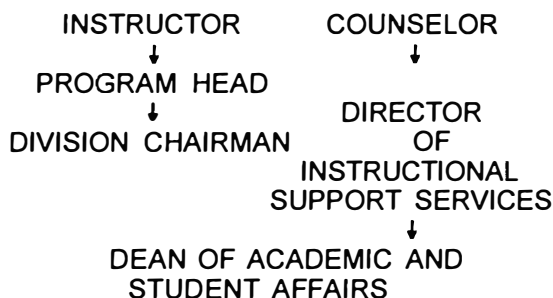 INSTRUCTOR
PROGRAM HEAD
DIVISION CHAIRMAN
COUNSELOR
DIRECTOR
OF
INSTRUCTIONAL
SUPPORT SERVICES
DEAN OF ACADEMIC AND
STUDENT AFFAIRS